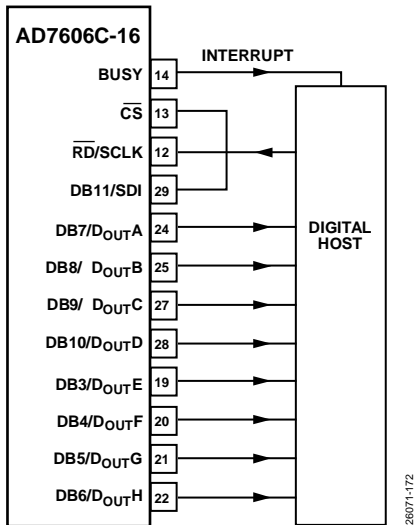 AD7606C-16
INTERRUPT
BUSY 14
CS 13
RD/SCLK 12
DB11/SDI 29
DIGITAL
HOST
DB7/DOUTA 24
DB8/ DOUTB 25
DB9/ DOUTC 27
DB10/DOUTD 28
DB3/DOUTE 19
DB4/DOUTF 20
DB5/DOUTG 21
DB6/DOUTH 22
26071-172